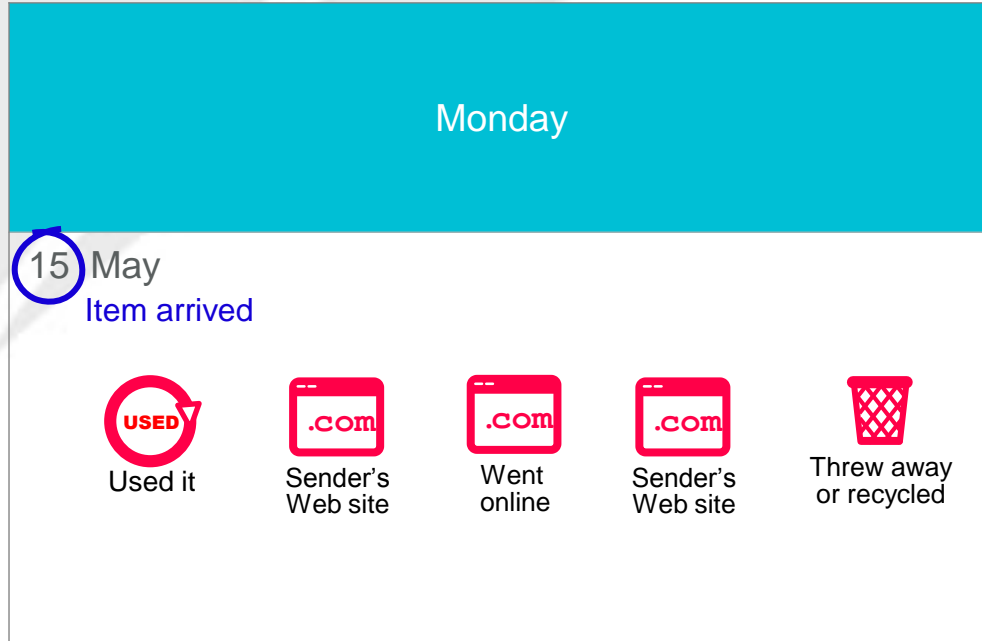 Monday
15 May
Item arrived
USED
.com
.com
.com
Used it
Sender's
Web site
Went
online
Sender's
Web site
Threw away
or recycled